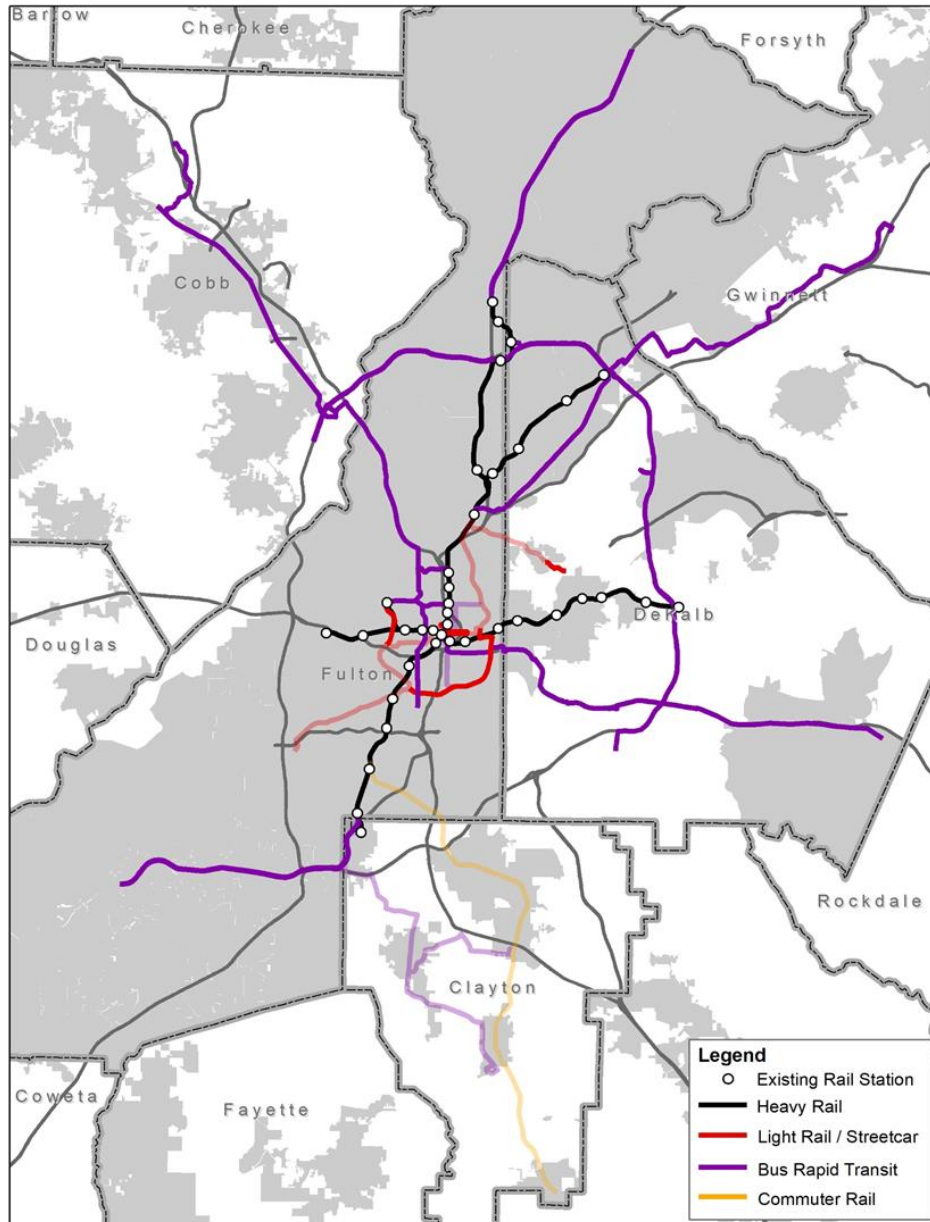 Bartow
Cherokee
Forsyth
Cobb
Gwinnett
Douglas
DeKalb
Fulton
Rockdale
Clayton
Coweta
Fayette
Legend
Existing Rail Station
Heavy Rail
Light Rail / Streetcar
Bus Rapid Transit
Commuter Rail